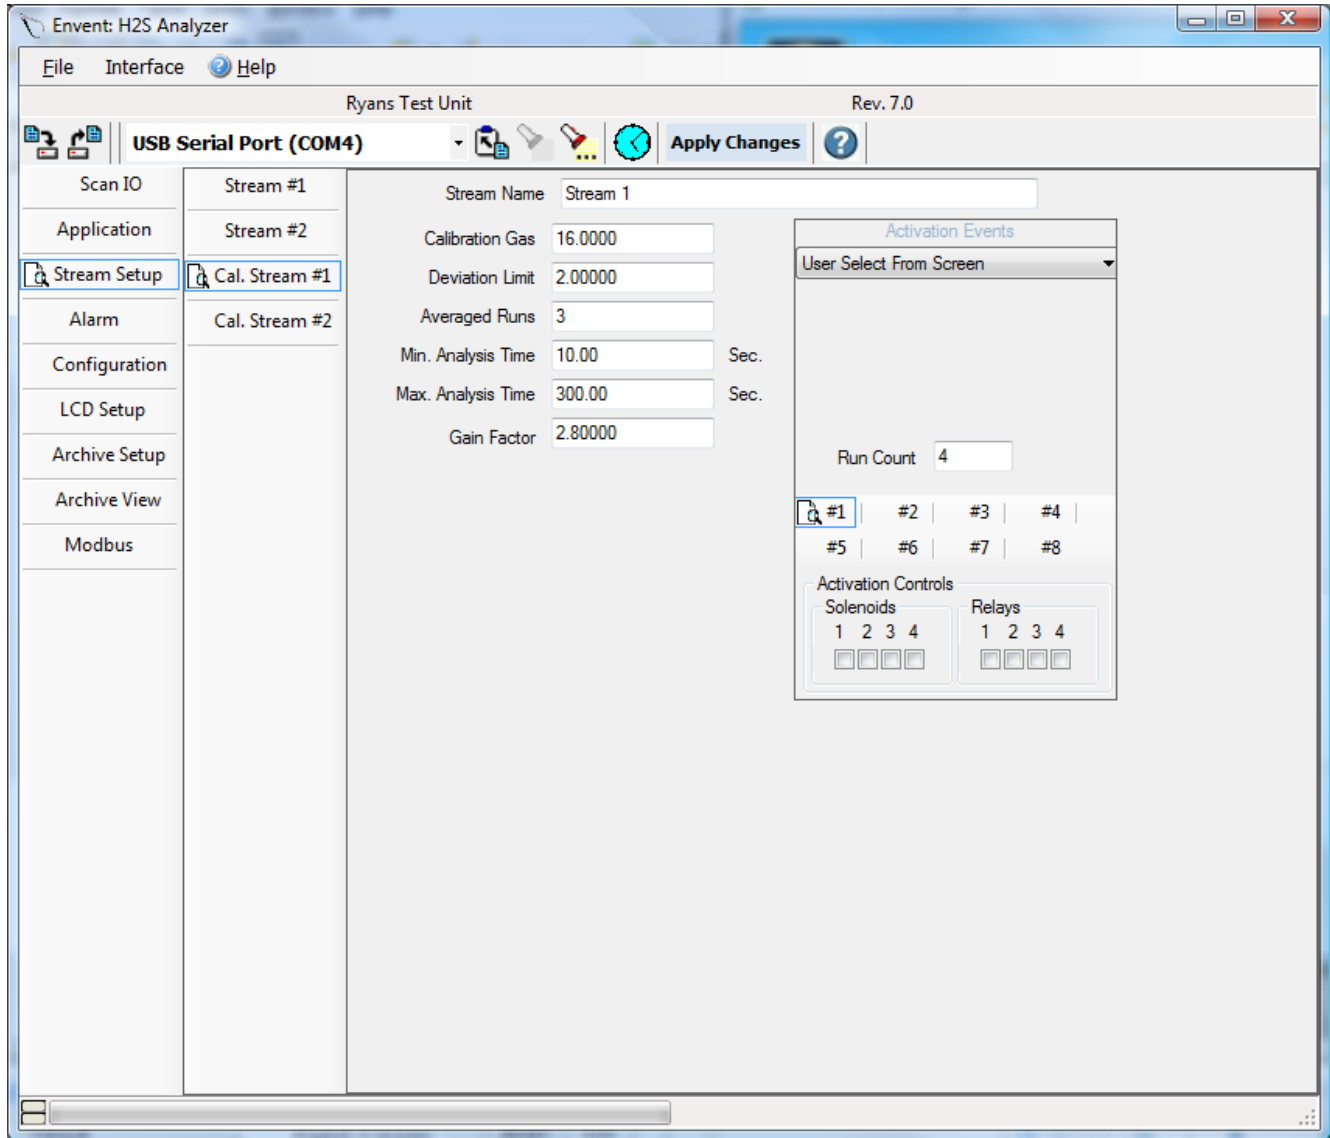 Envent: H2S Analyzer
File Interface Help
Ryans Test Unit Rev. 7.0
USB Serial Port (COM4) Apply Changes
Scan IO
Application
Stream Setup
Alarm
Configuration
LCD Setup
Archive Setup
Archive View
Modbus
Stream #1
Stream #2
Cal. Stream #1
Cal. Stream #2
Stream Name Stream 1
Calibration Gas 16.0000
Deviation Limit 2.00000
Averaged Runs 3
Min. Analysis Time 10.00 Sec.
Max. Analysis Time 300.00 Sec.
Gain Factor 2.80000
Activation Events
User Select From Screen
Run Count 4
#1 #2 #3 #4
#5 #6 #7 #8
Activation Controls
Solenoids
1 2 3 4
Relays
1 2 3 4